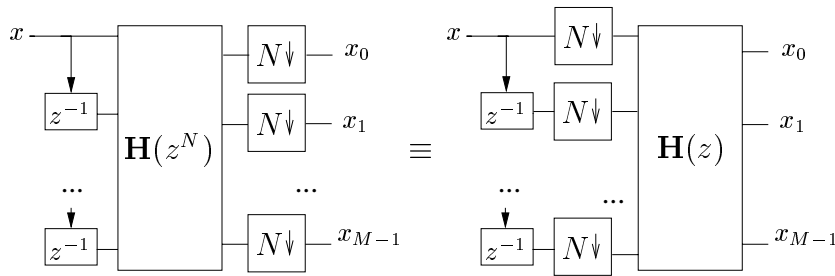 x N↓ x_0 x N↓ x_0
z^{-1} N↓ x_1 z^{-1} N↓ x_1
H(z^N) ≡ H(z)
... ... ... ...
z^{-1} N↓ x_{M-1} z^{-1} N↓ x_{M-1}